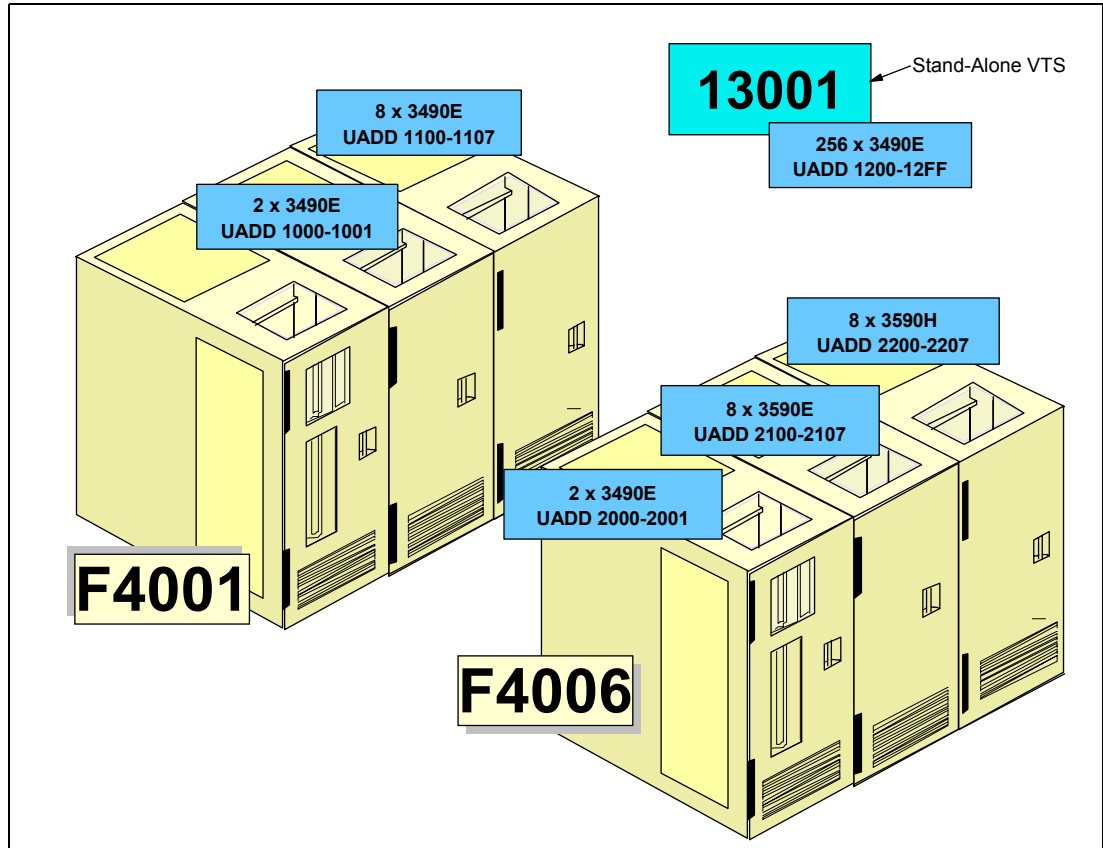 13001
Stand-Alone VTS
256 x 3490E
UADD 1200-12FF
8 x 3490E
UADD 1100-1107
2 x 3490E
UADD 1000-1001
F4001
8 x 3590H
UADD 2200-2207
8 x 3590E
UADD 2100-2107
2 x 3490E
UADD 2000-2001
F4006